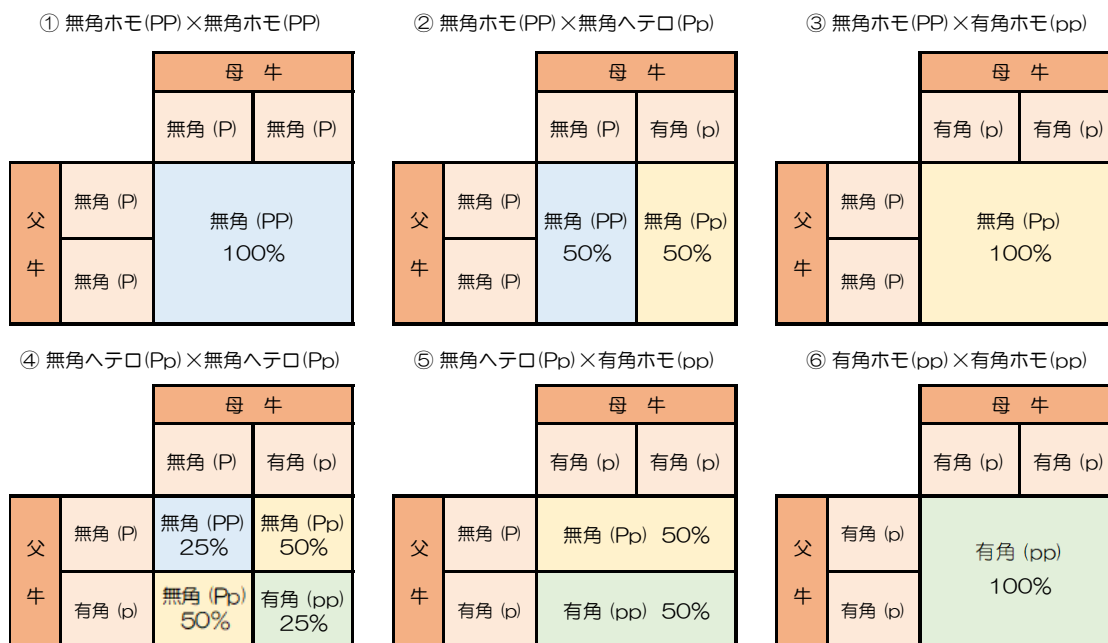 ① 無角ホモ(PP)×無角ホモ(PP)
母 牛
無角 (P) 無角 (P)
父牛
無角 (P)
無角 (P)
無角 (PP)
100%
② 無角ホモ(PP)×無角ヘテロ(Pp)
母 牛
無角 (P) 有角 (p)
父牛
無角 (P)
無角 (P)
無角 (PP) 無角 (Pp)
50% 50%
③ 無角ホモ(PP)×有角ホモ(pp)
母 牛
有角 (p) 有角 (p)
父牛
無角 (P)
無角 (P)
無角 (Pp)
100%
④ 無角ヘテロ(Pp)×無角ヘテロ(Pp)
母 牛
無角 (P) 有角 (p)
父牛
無角 (P)
無角 (PP) 無角 (Pp)
25% 50%
有角 (p)
無角 (Pp) 有角 (pp)
50% 25%
⑤ 無角ヘテロ(Pp)×有角ホモ(pp)
母 牛
有角 (p) 有角 (p)
父牛
無角 (P)
無角 (Pp) 50%
有角 (p)
有角 (pp) 50%
⑥ 有角ホモ(pp)×有角ホモ(pp)
母 牛
有角 (p) 有角 (p)
父牛
有角 (p)
有角 (p)
有角 (pp)
100%